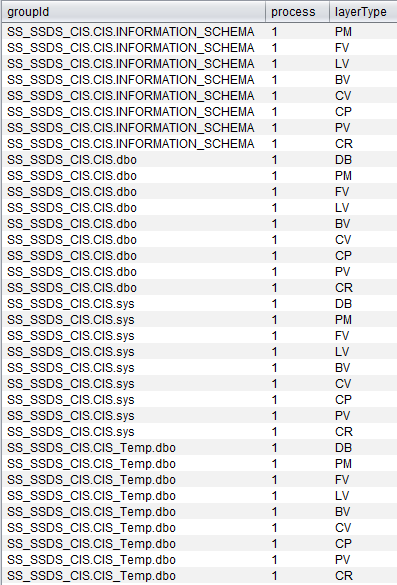 groupId process layerType
SS_SSDS_CIS.CIS.INFORMATION_SCHEMA 1 PM
SS_SSDS_CIS.CIS.INFORMATION_SCHEMA 1 FV
SS_SSDS_CIS.CIS.INFORMATION_SCHEMA 1 LV
SS_SSDS_CIS.CIS.INFORMATION_SCHEMA 1 BV
SS_SSDS_CIS.CIS.INFORMATION_SCHEMA 1 CV
SS_SSDS_CIS.CIS.INFORMATION_SCHEMA 1 CP
SS_SSDS_CIS.CIS.INFORMATION_SCHEMA 1 PV
SS_SSDS_CIS.CIS.INFORMATION_SCHEMA 1 CR
SS_SSDS_CIS.CIS.dbo 1 DB
SS_SSDS_CIS.CIS.dbo 1 PM
SS_SSDS_CIS.CIS.dbo 1 FV
SS_SSDS_CIS.CIS.dbo 1 LV
SS_SSDS_CIS.CIS.dbo 1 BV
SS_SSDS_CIS.CIS.dbo 1 CV
SS_SSDS_CIS.CIS.dbo 1 CP
SS_SSDS_CIS.CIS.dbo 1 PV
SS_SSDS_CIS.CIS.dbo 1 CR
SS_SSDS_CIS.CIS.sys 1 DB
SS_SSDS_CIS.CIS.sys 1 PM
SS_SSDS_CIS.CIS.sys 1 FV
SS_SSDS_CIS.CIS.sys 1 LV
SS_SSDS_CIS.CIS.sys 1 BV
SS_SSDS_CIS.CIS.sys 1 CV
SS_SSDS_CIS.CIS.sys 1 CP
SS_SSDS_CIS.CIS.sys 1 PV
SS_SSDS_CIS.CIS.sys 1 CR
SS_SSDS_CIS.CIS_Temp.dbo 1 DB
SS_SSDS_CIS.CIS_Temp.dbo 1 PM
SS_SSDS_CIS.CIS_Temp.dbo 1 FV
SS_SSDS_CIS.CIS_Temp.dbo 1 LV
SS_SSDS_CIS.CIS_Temp.dbo 1 BV
SS_SSDS_CIS.CIS_Temp.dbo 1 CV
SS_SSDS_CIS.CIS_Temp.dbo 1 CP
SS_SSDS_CIS.CIS_Temp.dbo 1 PV
SS_SSDS_CIS.CIS_Temp.dbo 1 CR